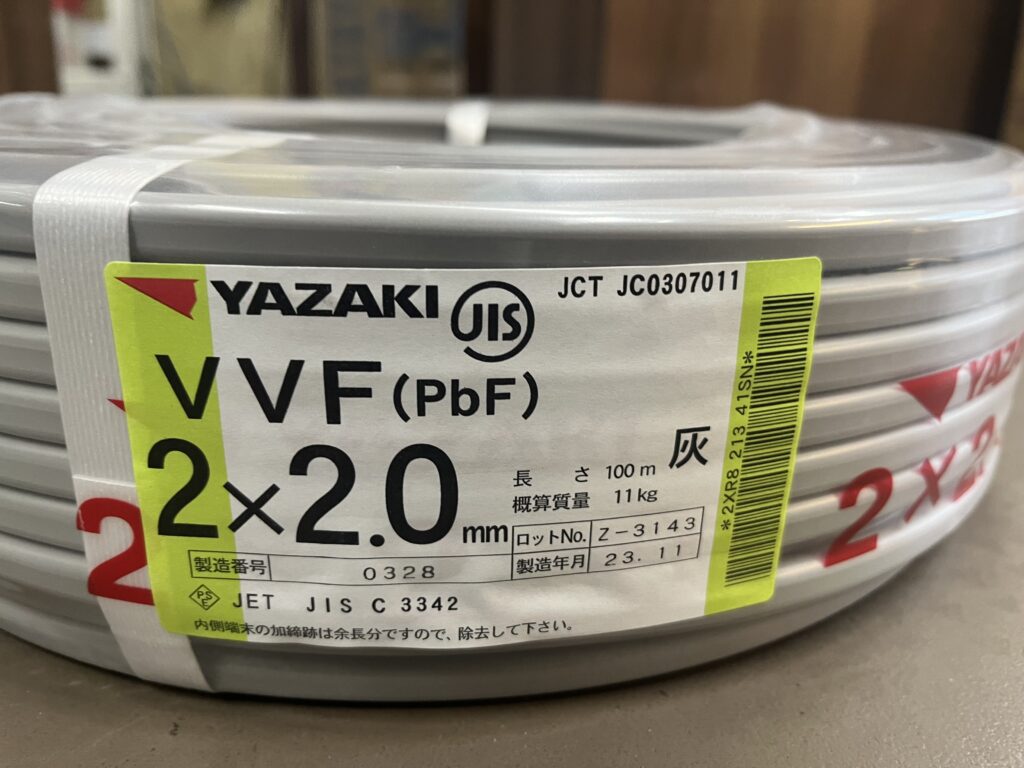 YAZAKI JIS JCT JC0307011
VVF(PbF)
2×2.0mm
灰
長さ 100m
概算質量 11kg
ロットNo. Z-3143
製造年月 23.11
製造番号 0328
PSE JET JIS C 3342
内側端末の加締跡は余長分ですので、除去して下さい。
*2XR8 213 41SN*
2
YAZ
2×2.